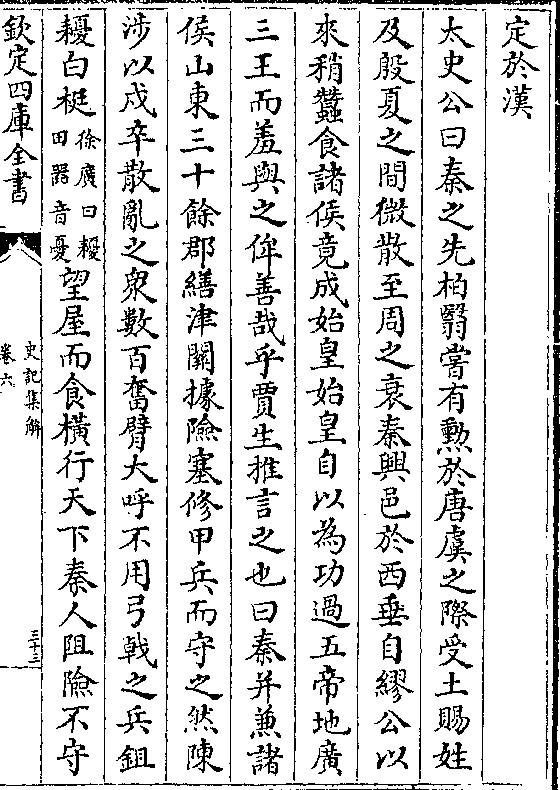 定於漢
太史公曰秦之先柏翳嘗有勲於唐虞之際受土賜姓
及殷夏之間微散至周之衰秦興邑於西垂自繆公以
來稍蠶食諸侯竟成始皇始皇自以為功過五帝地廣
三王而羞與之侔善哉乎賈生推言之也曰秦并兼諸
侯山東三十餘郡繕津關據險塞修甲兵而守之然陳
涉以戍卒散亂之衆數百奮臂大呼不用弓戟之兵鉏
耰白梃徐廣曰耰田器音憂望屋而食橫行天下秦人阻險不守
欽定四庫全書
史記集解
卷六
三十三